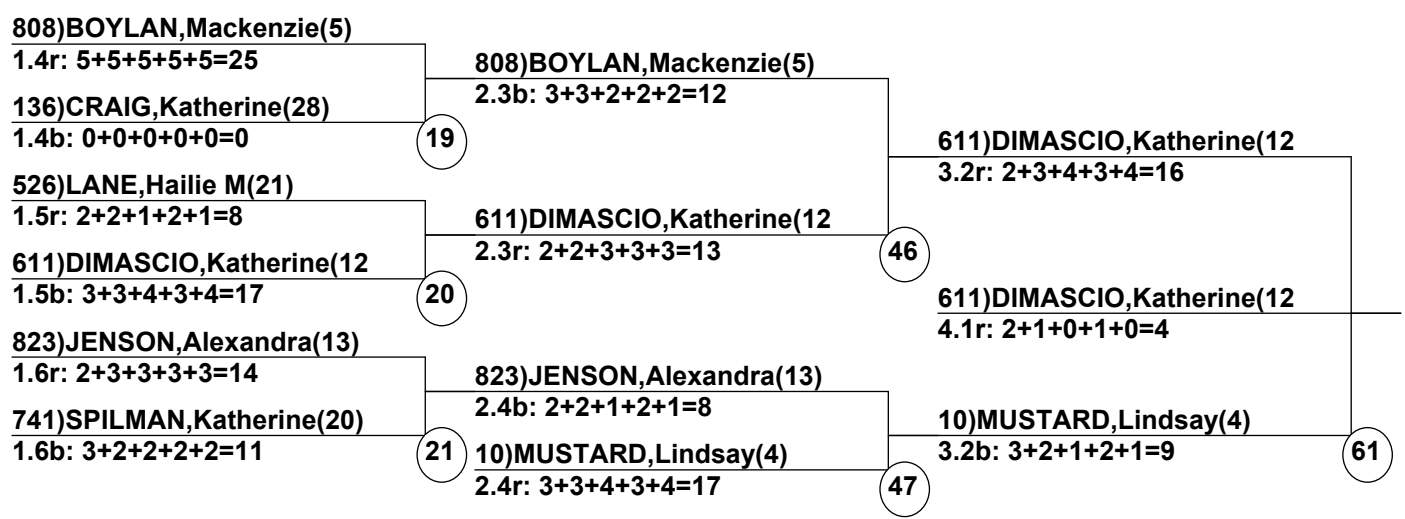 808)BOYLAN,Mackenzie(5)
1.4r: 5+5+5+5+5=25
136)CRAIG,Katherine(28)
1.4b: 0+0+0+0+0=0
19
526)LANE,Hailie M(21)
1.5r: 2+2+1+2+1=8
611)DIMASCIO,Katherine(12
1.5b: 3+3+4+3+4=17
20
823)JENSON,Alexandra(13)
1.6r: 2+3+3+3+3=14
741)SPILMAN,Katherine(20)
1.6b: 3+2+2+2+2=11
21
808)BOYLAN,Mackenzie(5)
2.3b: 3+3+2+2+2=12
611)DIMASCIO,Katherine(12
2.3r: 2+2+3+3+3=13
46
823)JENSON,Alexandra(13)
2.4b: 2+2+1+2+1=8
10)MUSTARD,Lindsay(4)
2.4r: 3+3+4+3+4=17
47
611)DIMASCIO,Katherine(12
3.2r: 2+3+4+3+4=16
611)DIMASCIO,Katherine(12
4.1r: 2+1+0+1+0=4
10)MUSTARD,Lindsay(4)
3.2b: 3+2+1+2+1=9
61